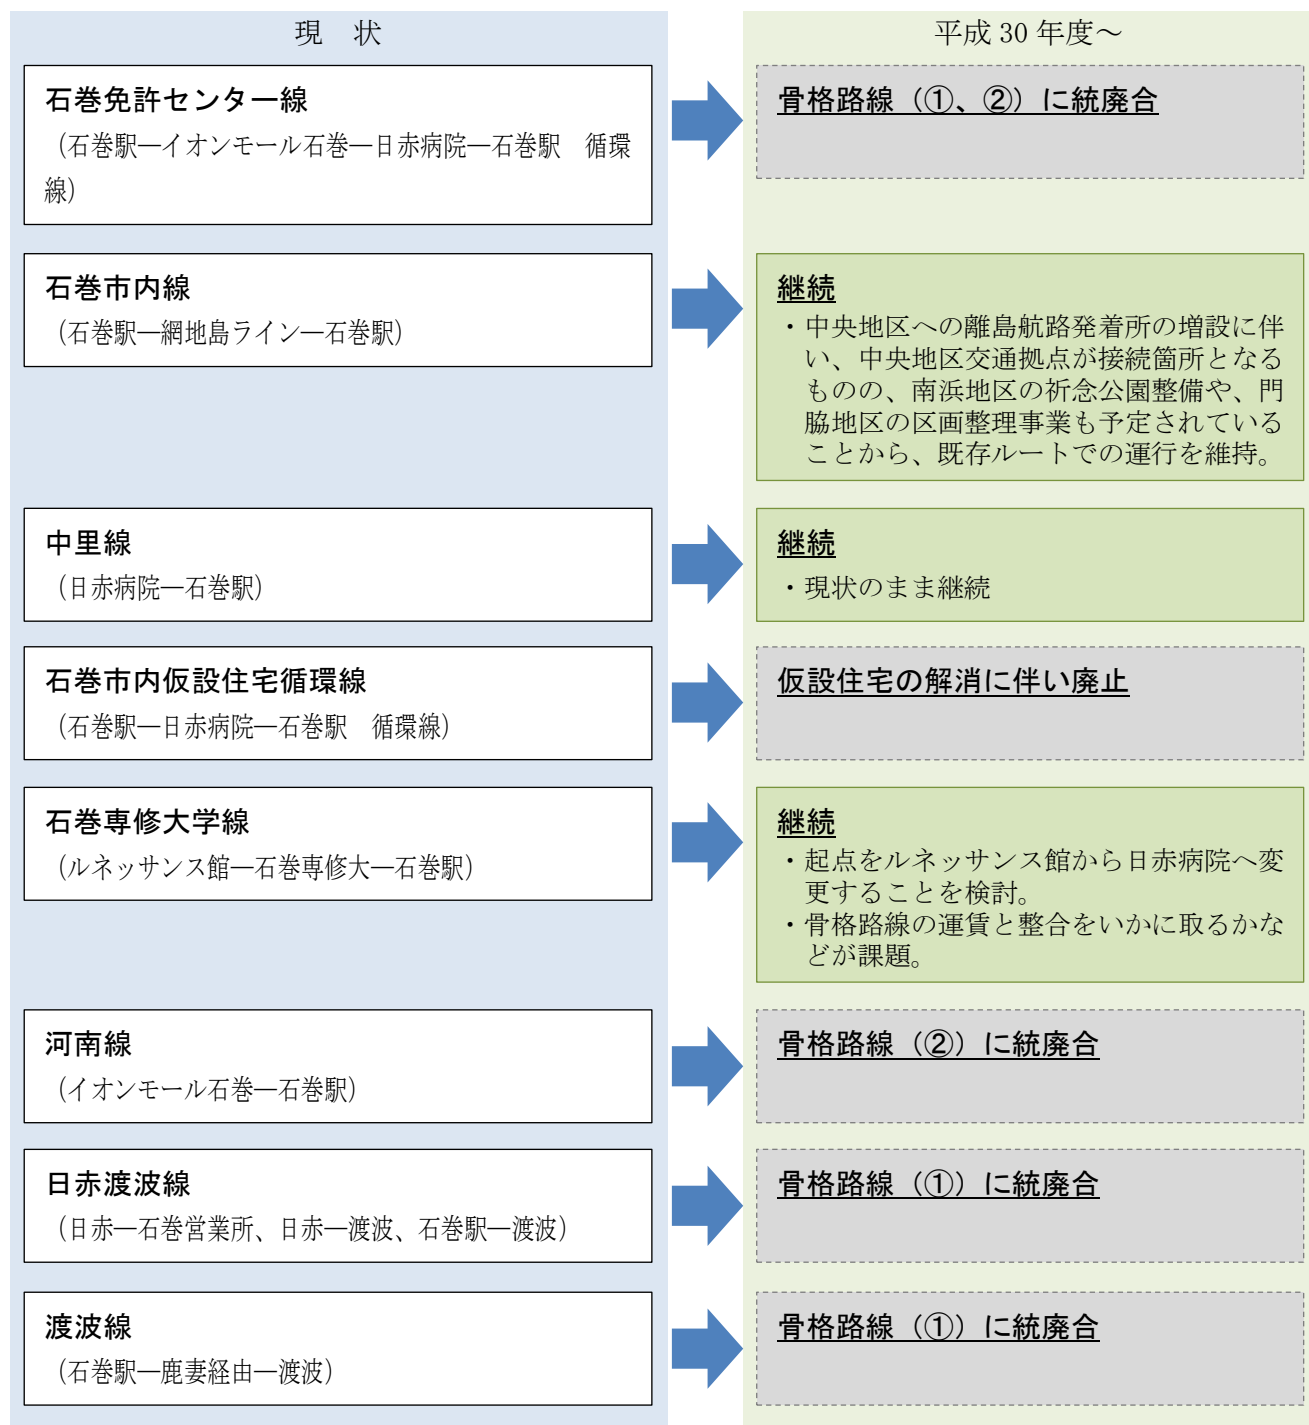 現　状
平成 30 年度～
石巻免許センター線
（石巻駅―イオンモール石巻―日赤病院―石巻駅　循環
線）
骨格路線（①、②）に統廃合
石巻市内線
（石巻駅―網地島ライン―石巻駅）
継続
・中央地区への離島航路発着所の増設に伴
い、中央地区交通拠点が接続箇所となる
ものの、南浜地区の祈念公園整備や、門
脇地区の区画整理事業も予定されている
ことから、既存ルートでの運行を維持。
中里線
（日赤病院―石巻駅）
継続
・現状のまま継続
石巻市内仮設住宅循環線
（石巻駅―日赤病院―石巻駅　循環線）
仮設住宅の解消に伴い廃止
石巻専修大学線
（ルネッサンス館―石巻専修大―石巻駅）
継続
・起点をルネッサンス館から日赤病院へ変
更することを検討。
・骨格路線の運賃と整合をいかに取るかな
どが課題。
河南線
（イオンモール石巻―石巻駅）
骨格路線（②）に統廃合
日赤渡波線
（日赤―石巻営業所、日赤―渡波、石巻駅―渡波）
骨格路線（①）に統廃合
渡波線
（石巻駅―鹿妻経由―渡波）
骨格路線（①）に統廃合